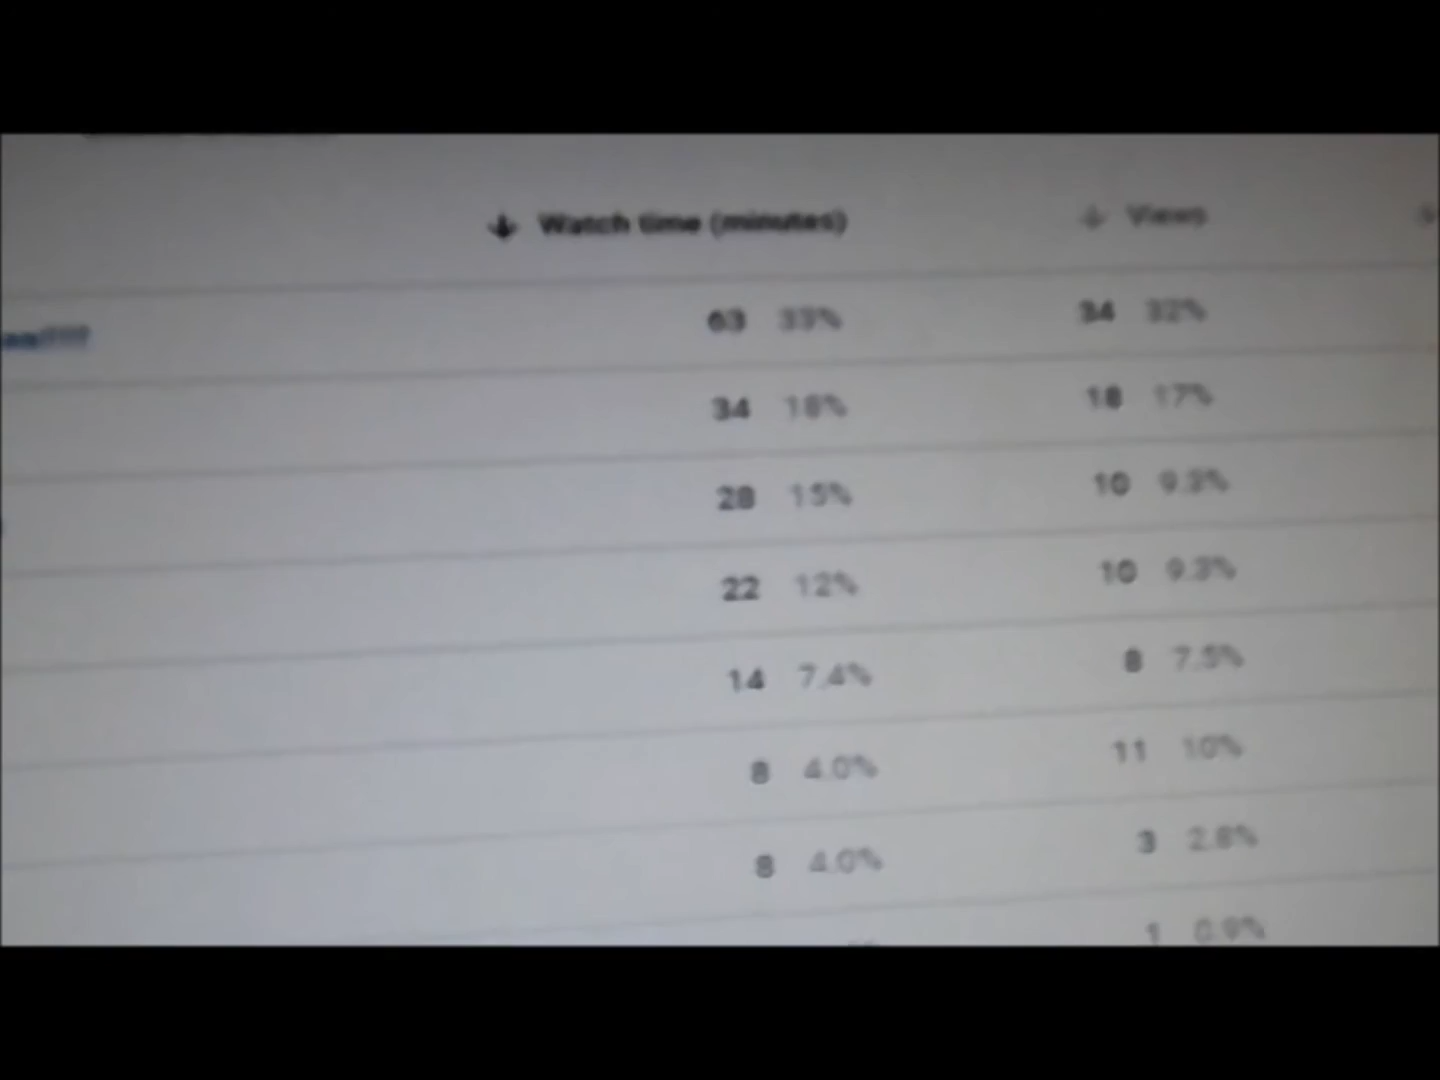 Watch time (minutes) Views
63 33% 34 32%
34 18% 18 17%
28 15% 10 9.3%
22 12% 10 9.3%
14 7.4% 8 7.5%
8 4.0% 11 10%
8 4.0% 3 2.8%
1 0.9%